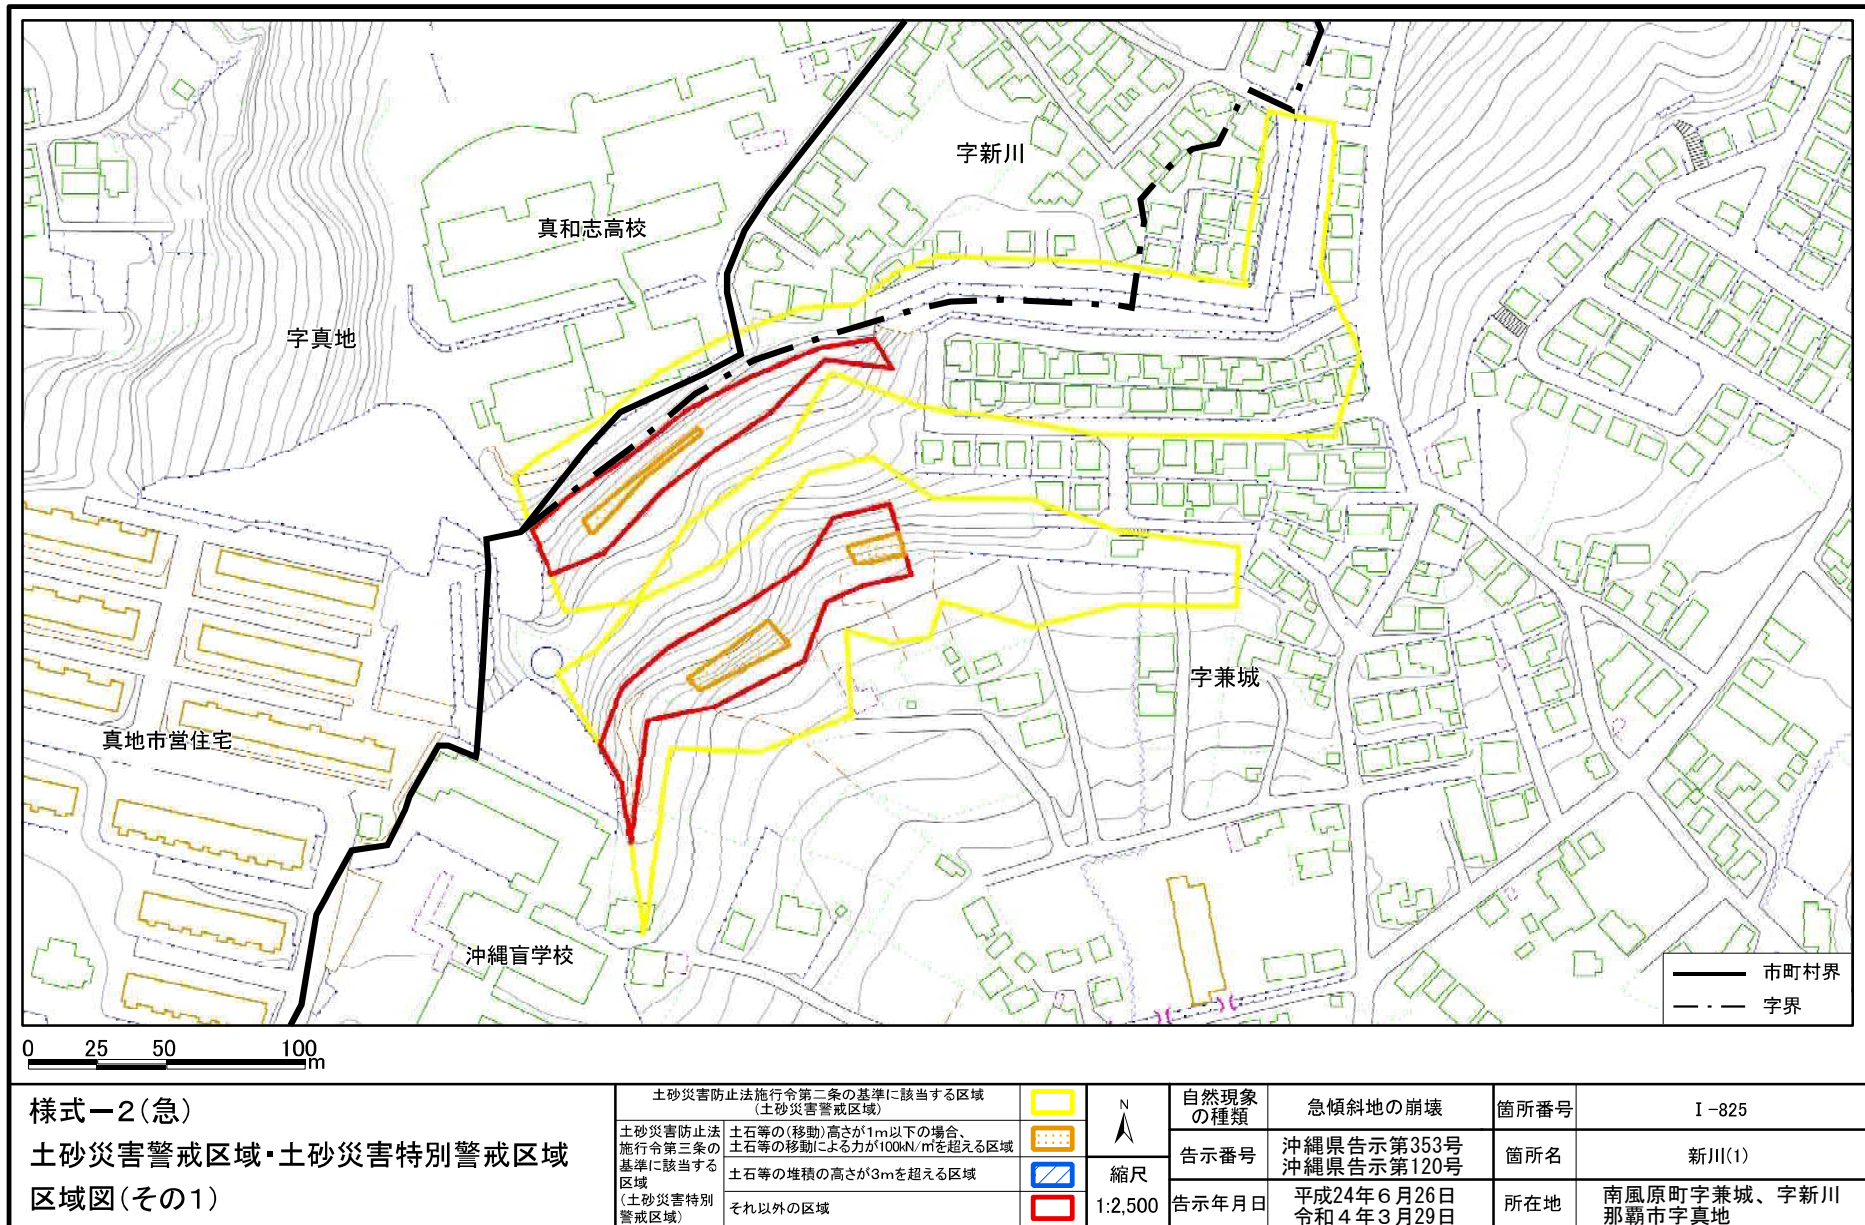 字新川
真和志高校
字真地
字兼城
真地市営住宅
沖縄盲学校
市町村界
字界
0 25 50 100m
様式－2(急)
土砂災害警戒区域・土砂災害特別警戒区域
区域図(その1)
土砂災害防止法施行令第二条の基準に該当する区域
(土砂災害警戒区域)
土砂災害防止法
施行令第三条の
基準に該当する
区域
(土砂災害特別
警戒区域)
土石等の(移動)高さが1m以下の場合、
土石等の移動による力が100kN/㎡を超える区域
土石等の堆積の高さが3mを超える区域
それ以外の区域
N
縮尺
1:2,500
自然現象
の種類
急傾斜地の崩壊
箇所番号
Ⅰ-825
告示番号
沖縄県告示第353号
沖縄県告示第120号
箇所名
新川(1)
告示年月日
平成24年6月26日
令和4年3月29日
所在地
南風原町字兼城、字新川
那覇市字真地